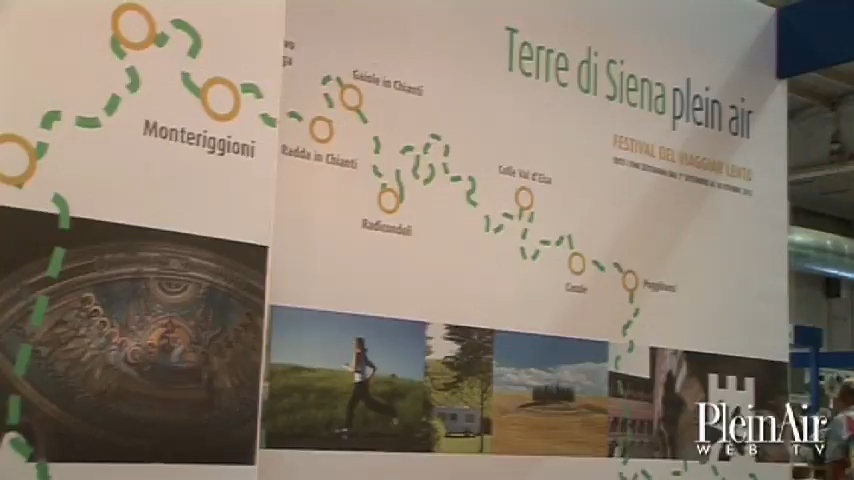 Terre di Siena plein air
FESTIVAL DEL VIAGGIAR LENTO
Gaiole in Chianti
Monteriggioni
Radda in Chianti
Colle Val d'Elsa
Radicondoli
Casole
Poggibonsi
PleinAir
WEB TV